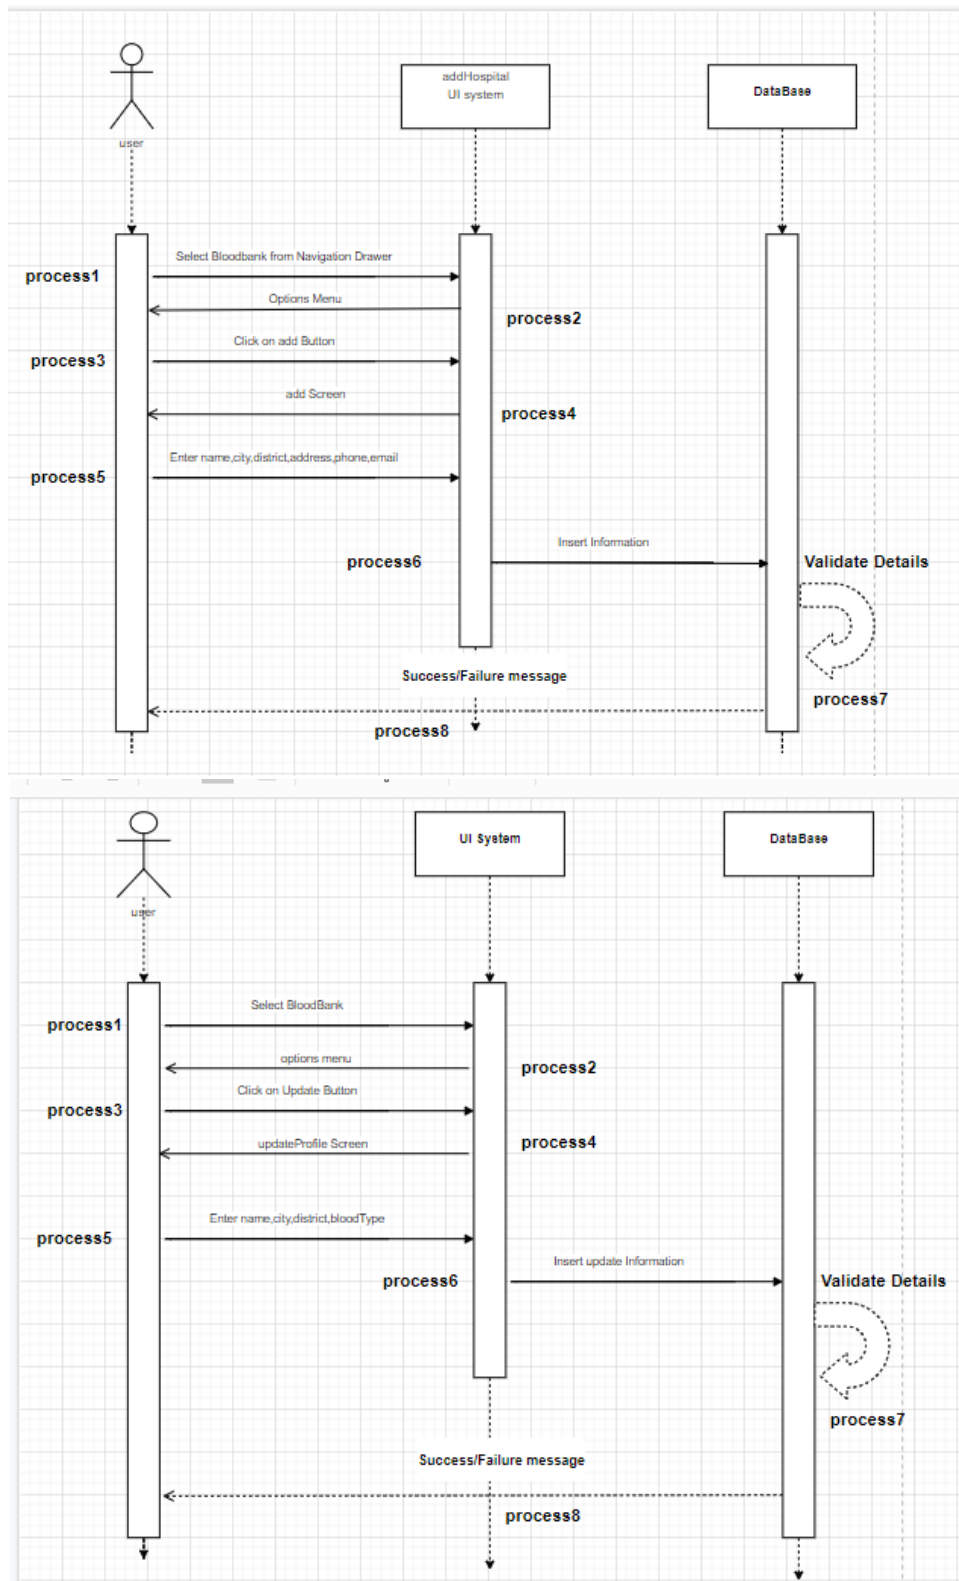 addHospital
UI system
DataBase
user
Select Bloodbank from Navigation Drawer
process1
Options Menu
process2
Click on add Button
process3
add Screen
process4
Enter name,city,district,address,phone,email
process5
Insert Information
process6
Validate Details
Success/Failure message
process7
process8
UI System
DataBase
user
Select BloodBank
process1
options menu
process2
Click on Update Button
process3
updateProfile Screen
process4
Enter name,city,district,bloodType
process5
Insert update Information
process6
Validate Details
process7
Success/Failure message
process8